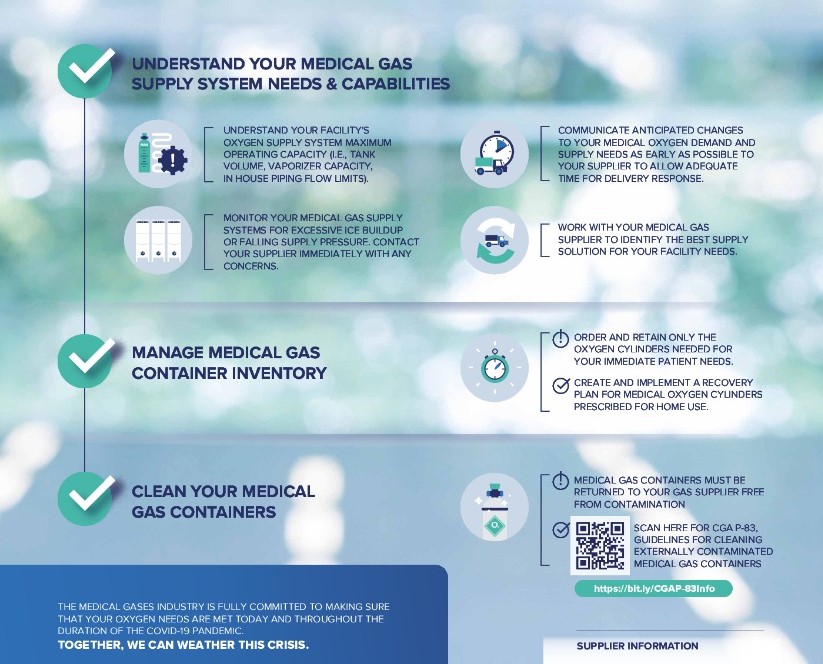 UNDERSTAND YOUR MEDICAL GAS
SUPPLY SYSTEM NEEDS & CAPABILITIES
UNDERSTAND YOUR FACILITY'S
OXYGEN SUPPLY SYSTEM MAXIMUM
OPERATING CAPACITY (I.E., TANK
VOLUME, VAPORIZER CAPACITY,
IN HOUSE PIPING FLOW LIMITS).
COMMUNICATE ANTICIPATED CHANGES
TO YOUR MEDICAL OXYGEN DEMAND AND
SUPPLY NEEDS AS EARLY AS POSSIBLE TO
YOUR SUPPLIER TO ALLOW ADEQUATE
TIME FOR DELIVERY RESPONSE.
MONITOR YOUR MEDICAL GAS SUPPLY
SYSTEMS FOR EXCESSIVE ICE BUILDUP
OR FALLING SUPPLY PRESSURE. CONTACT
YOUR SUPPLIER IMMEDIATELY WITH ANY
CONCERNS.
WORK WITH YOUR MEDICAL GAS
SUPPLIER TO IDENTIFY THE BEST SUPPLY
SOLUTION FOR YOUR FACILITY NEEDS.
MANAGE MEDICAL GAS
CONTAINER INVENTORY
ORDER AND RETAIN ONLY THE
OXYGEN CYLINDERS NEEDED FOR
YOUR IMMEDIATE PATIENT NEEDS.
CREATE AND IMPLEMENT A RECOVERY
PLAN FOR MEDICAL OXYGEN CYLINDERS
PRESCRIBED FOR HOME USE.
CLEAN YOUR MEDICAL
GAS CONTAINERS
MEDICAL GAS CONTAINERS MUST BE
RETURNED TO YOUR GAS SUPPLIER FREE
FROM CONTAMINATION
SCAN HERE FOR CGA P-83,
GUIDELINES FOR CLEANING
EXTERNALLY CONTAMINATED
MEDICAL GAS CONTAINERS
https://bit.ly/CGAP-83Info
THE MEDICAL GASES INDUSTRY IS FULLY COMMITTED TO MAKING SURE
THAT YOUR OXYGEN NEEDS ARE MET TODAY AND THROUGHOUT THE
DURATION OF THE COVID-19 PANDEMIC.
TOGETHER, WE CAN WEATHER THIS CRISIS.
SUPPLIER INFORMATION